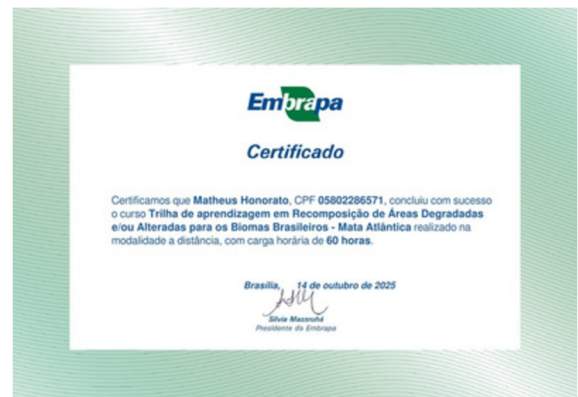 Embrapa
Certificado
Certificamos que Matheus Honorato, CPF 05802286571, concluiu com sucesso
o curso Trilha de aprendizagem em Recomposição de Áreas Degradadas
e/ou Alteradas para os Biomas Brasileiros - Mata Atlântica realizado na
modalidade a distância, com carga horária de 60 horas.
Brasília, 14 de outubro de 2025
Silvia Massruhá
Presidente da Embrapa